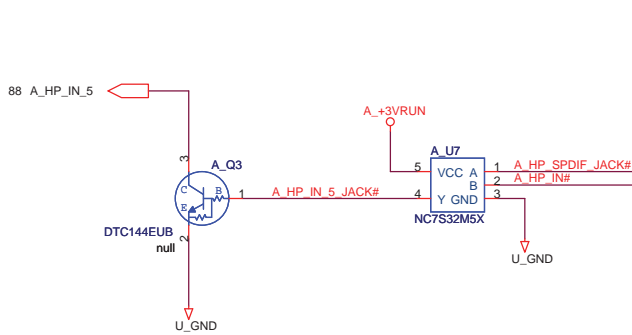 88 A_HP_IN_5
A_+3VRUN
A_Q3
A_U7
3
C
B
E
1
A_HP_IN_5_JACK#
5
4
VCC A
B
Y GND
1
2
3
A_HP_SPDIF_JACK#
A_HP_IN#
NC7S32M5X
DTC144EUB
null
2
U_GND
U_GND